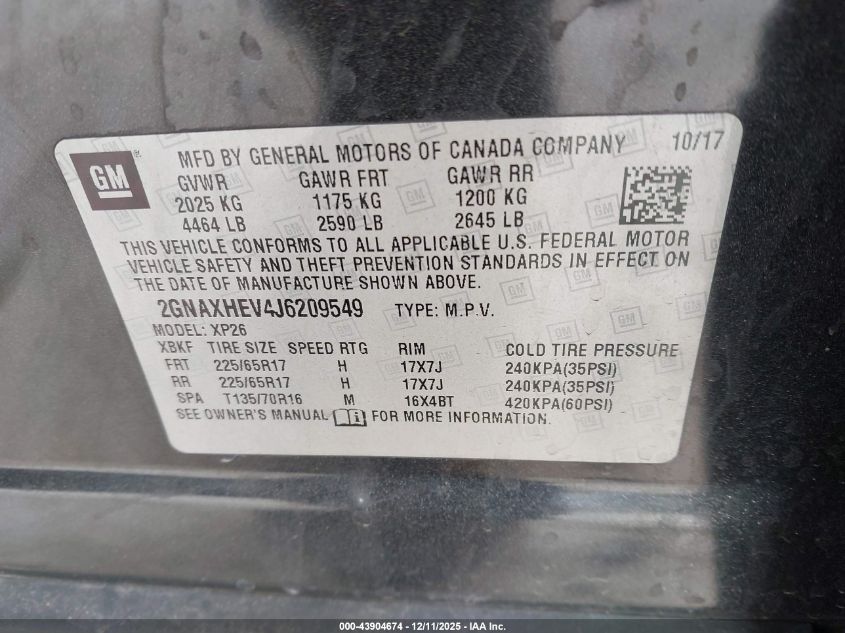 GM
MFD BY GENERAL MOTORS OF CANADA COMPANY 10/17
GVWR GAWR FRT GAWR RR
2025 KG 1175 KG 1200 KG
4464 LB 2590 LB 2645 LB
THIS VEHICLE CONFORMS TO ALL APPLICABLE U.S. FEDERAL MOTOR
VEHICLE SAFETY AND THEFT PREVENTION STANDARDS IN EFFECT ON
THE DATE OF MANUFACTURE SHOWN ABOVE.
2GNAXHEV4J6209549 TYPE: M.P.V.
MODEL: XP26
XBKF TIRE SIZE SPEED RTG RIM COLD TIRE PRESSURE
FRT 225/65R17 H 17X7J 240KPA(35PSI)
RR 225/65R17 H 17X7J 240KPA(35PSI)
SPA T135/70R16 M 16X4BT 420KPA(60PSI)
SEE OWNER'S MANUAL FOR MORE INFORMATION.
000-43904674 - 12/11/2025 - IAA Inc.